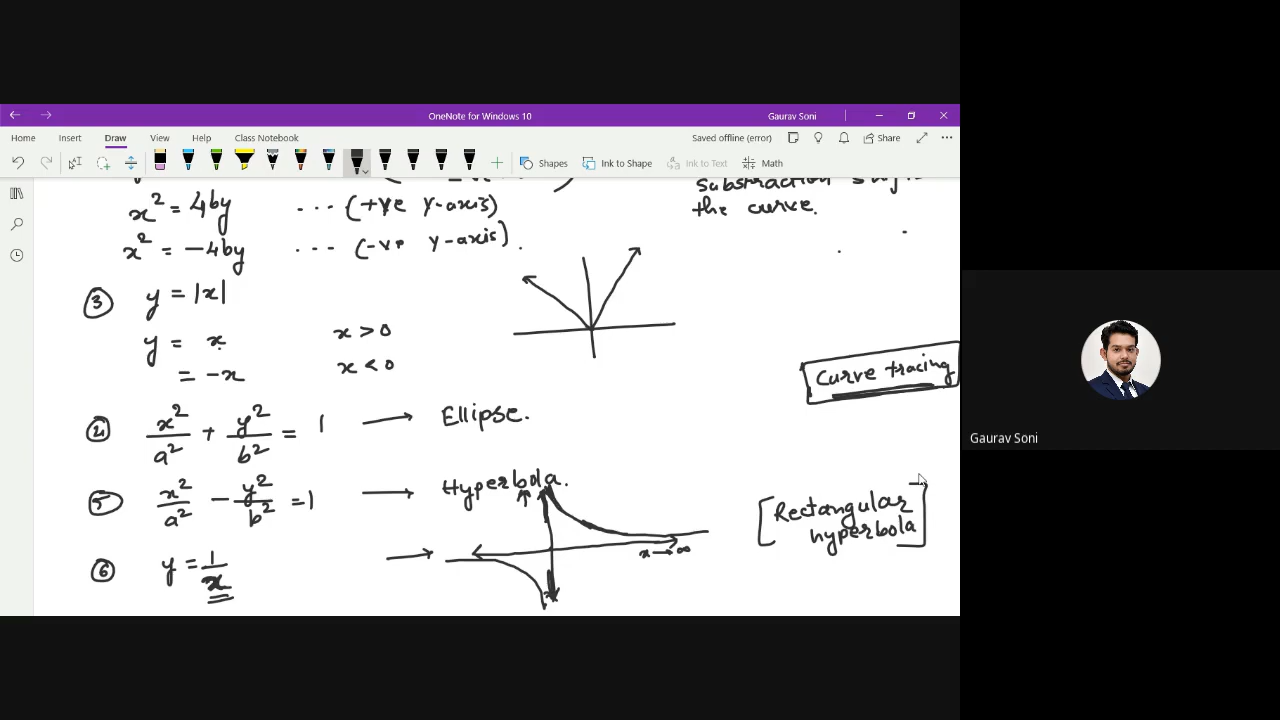 OneNote for Windows 10
Gaurav Soni
Home Insert Draw View Help Class Notebook
Saved offline (error) Share
Shapes Ink to Shape Ink to Text Math
x² = 4by ... (+ve Y-axis)
the curve.
x² = -4by ... (-ve Y-axis).
③ y = |x|
y = x x > 0
= -x x < 0
Curve tracing
④ x²/a² + y²/b² = 1 → Ellipse.
⑤ x²/a² - y²/b² = 1 → Hyperbola.
[Rectangular
hyperbola]
⑥ y = 1/x →
x → ∞
Gaurav Soni